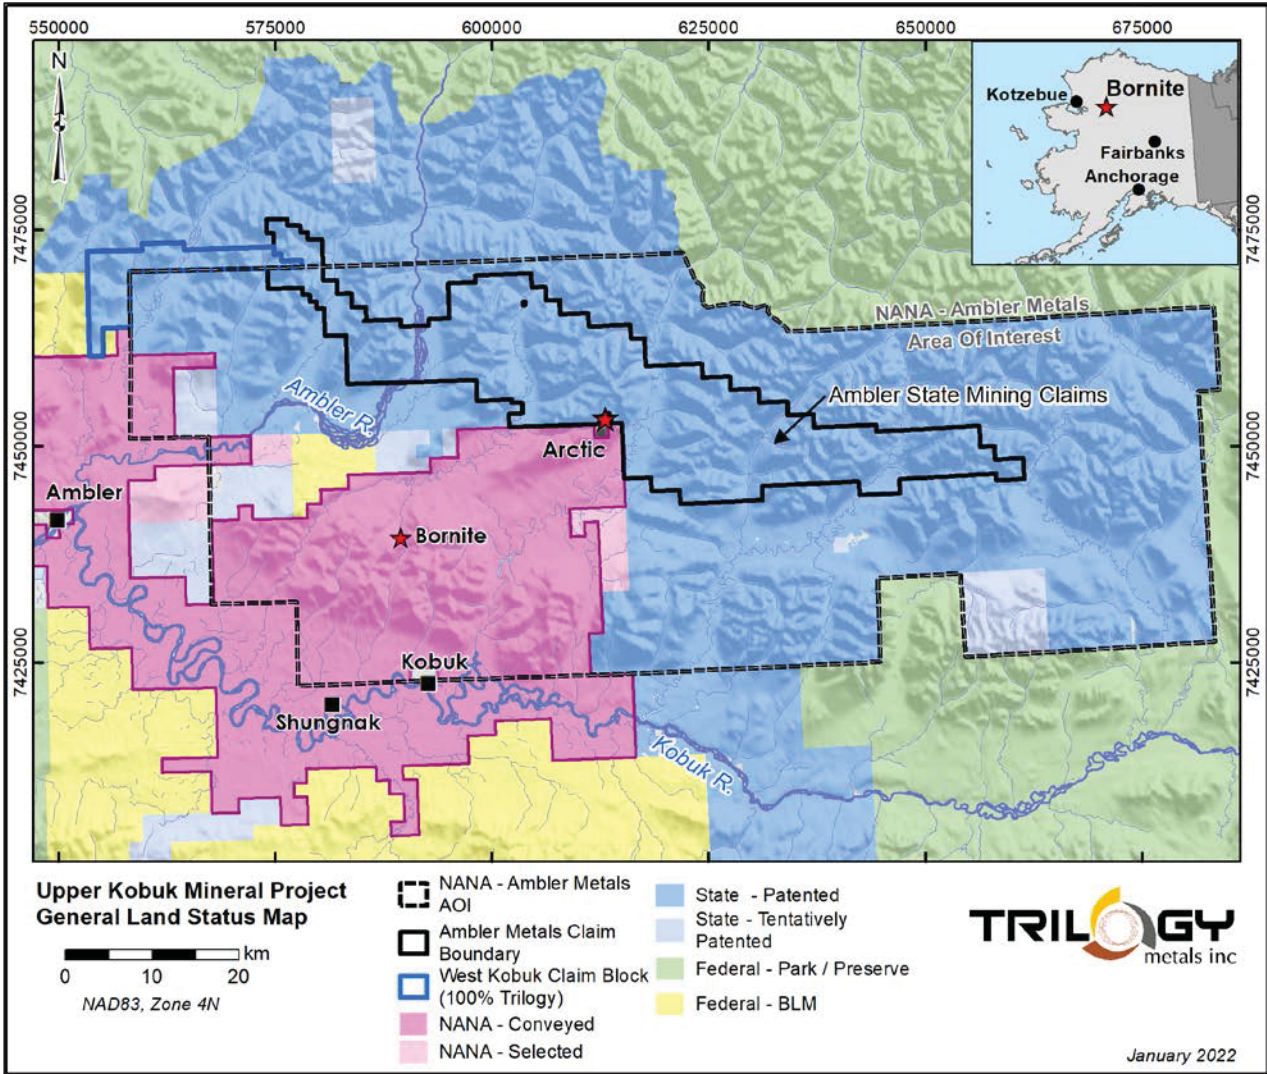 5500000 575000 600000 625000 650000 675000
N
Kotzebue
Bornite
Fairbanks
Anchorage
7475000
7475000
NANA - Ambler Metals
Area Of Interest
Ambler R.
Ambler State Mining Claims
7450000
Arctic
7450000
Ambler
Bornite
7425000
Kobuk
7425000
Shungnak
Kobuk R.
Upper Kobuk Mineral Project
General Land Status Map
km
0 10 20
NAD83, Zone 4N
NANA - Ambler Metals
AOI
Ambler Metals Claim
Boundary
West Kobuk Claim Block
(100% Trilogy)
NANA - Conveyed
NANA - Selected
State - Patented
State - Tentatively
Patented
Federal - Park / Preserve
Federal - BLM
TRILOGY
metals inc
January 2022